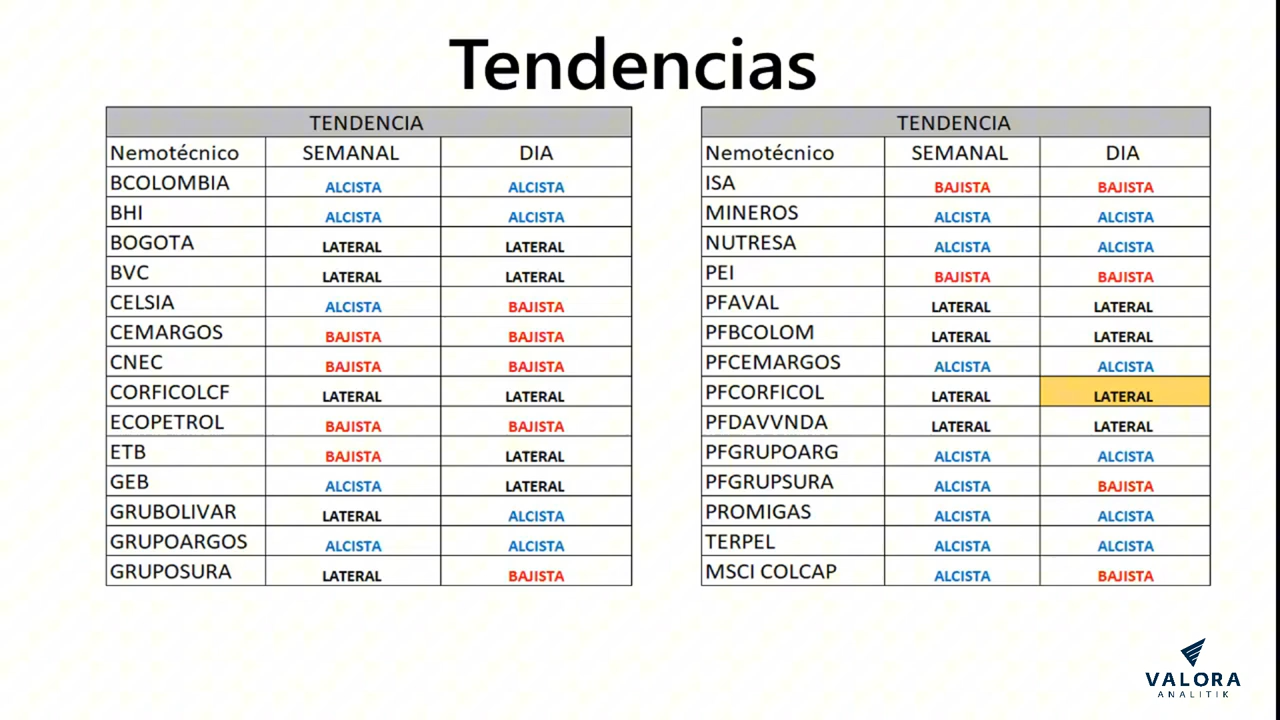 Tendencias
TENDENCIA
Nemotécnico SEMANAL DIA
BCOLOMBIA ALCISTA ALCISTA
BHI ALCISTA ALCISTA
BOGOTA LATERAL LATERAL
BVC LATERAL LATERAL
CELSIA ALCISTA BAJISTA
CEMARGOS BAJISTA BAJISTA
CNEC BAJISTA BAJISTA
CORFICOLCF LATERAL LATERAL
ECOPETROL BAJISTA BAJISTA
ETB BAJISTA LATERAL
GEB ALCISTA LATERAL
GRUBOLIVAR LATERAL ALCISTA
GRUPOARGOS ALCISTA ALCISTA
GRUPOSURA LATERAL BAJISTA
TENDENCIA
Nemotécnico SEMANAL DIA
ISA BAJISTA BAJISTA
MINEROS ALCISTA ALCISTA
NUTRESA ALCISTA ALCISTA
PEI BAJISTA BAJISTA
PFAVAL LATERAL LATERAL
PFBCOLOM LATERAL LATERAL
PFCEMARGOS ALCISTA ALCISTA
PFCORFICOL LATERAL LATERAL
PFDAVVNDA LATERAL LATERAL
PFGRUPOARG ALCISTA ALCISTA
PFGRUPSURA ALCISTA BAJISTA
PROMIGAS ALCISTA ALCISTA
TERPEL ALCISTA ALCISTA
MSCI COLCAP ALCISTA BAJISTA
VALORA
ANALITIK